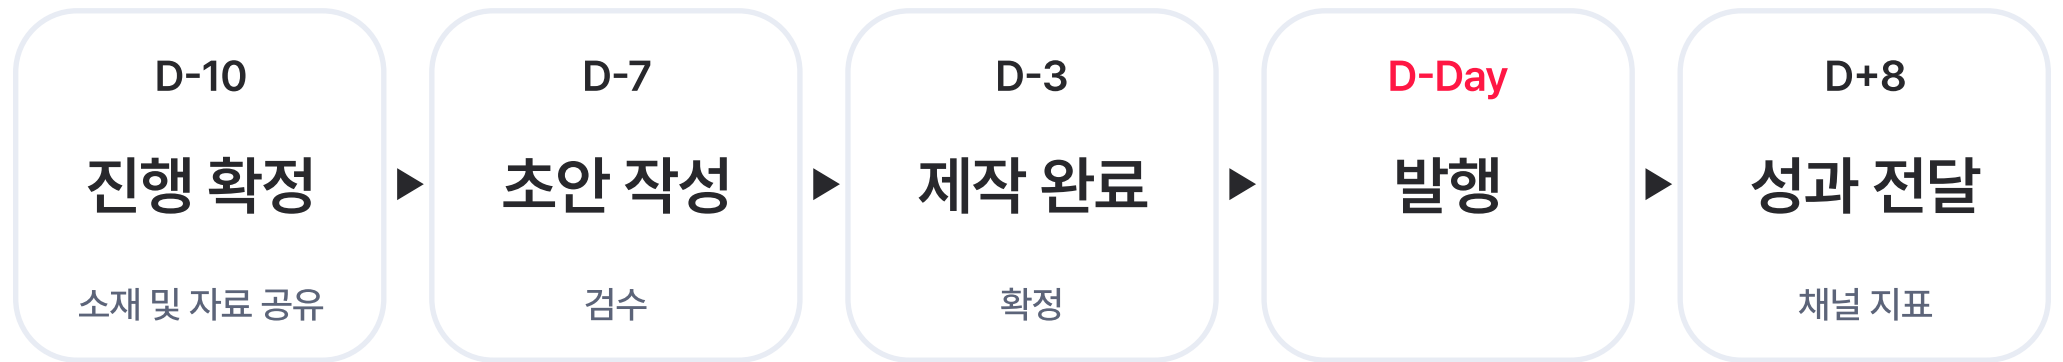 D-10
진행 확정
소재 및 자료 공유
D-7
초안 작성
검수
D-3
제작 완료
확정
D-Day
발행
D+8
성과 전달
채널 지표